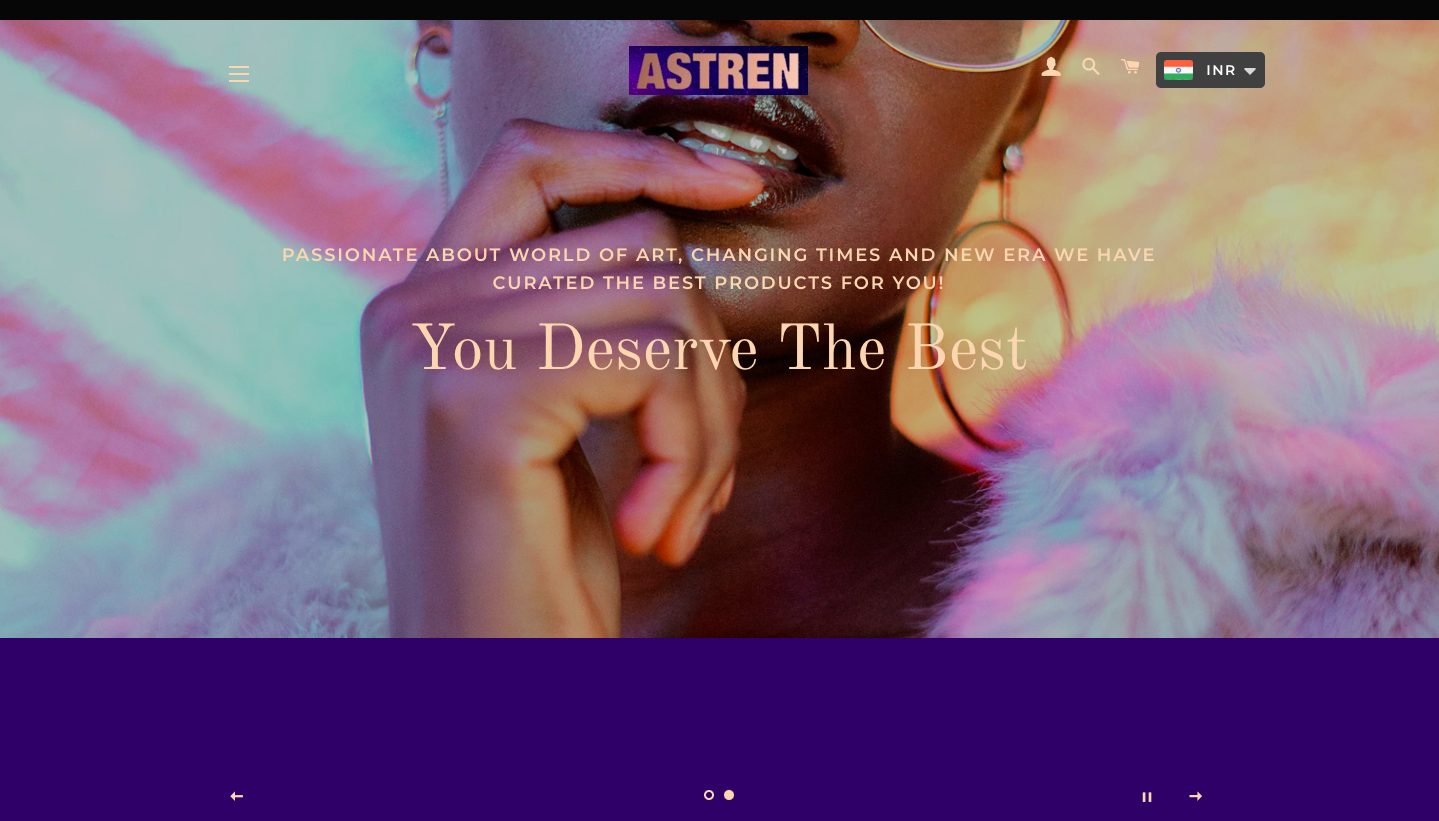 ASTREN
INR
PASSIONATE ABOUT WORLD OF ART, CHANGING TIMES AND NEW ERA WE HAVE
CURATED THE BEST PRODUCTS FOR YOU!
You Deserve The Best